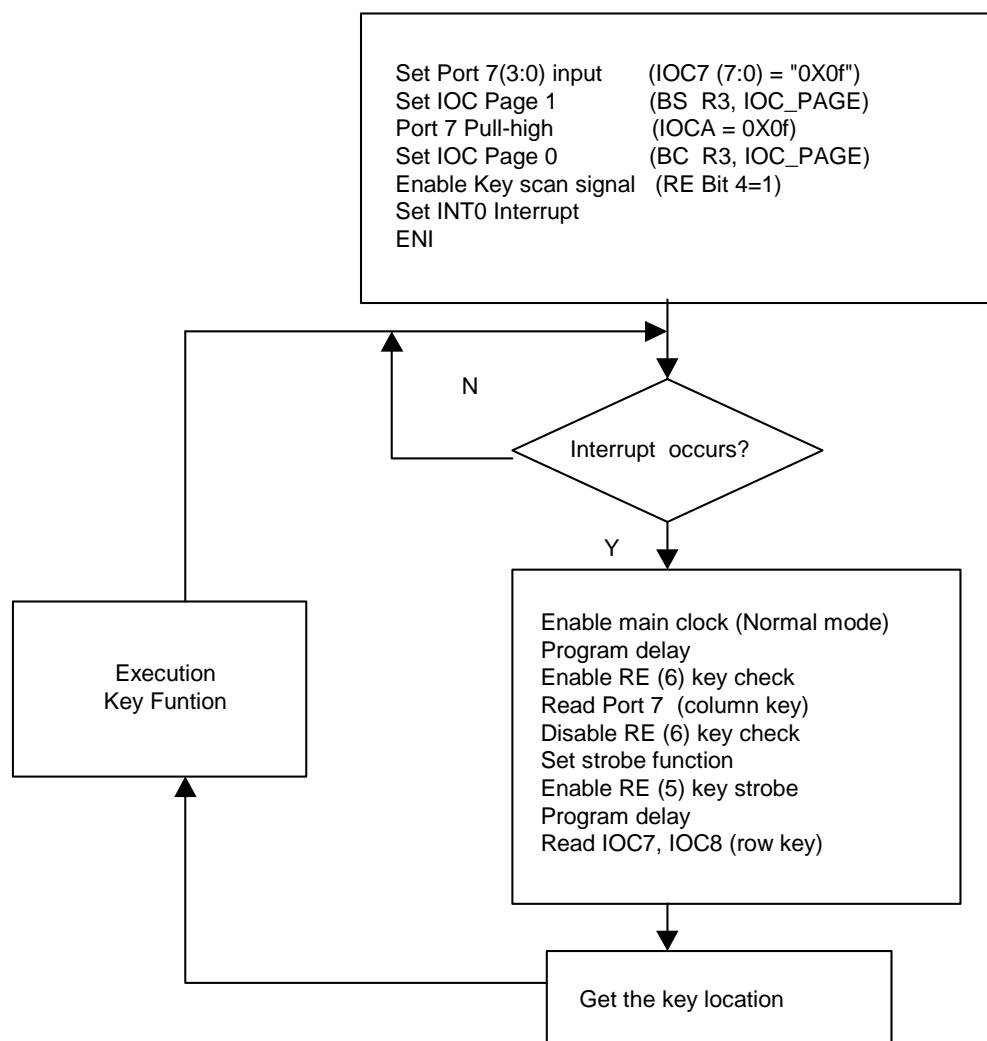 Set Port 7(3:0) input (IOC7 (7:0) = "0X0f")
Set IOC Page 1 (BS R3, IOC_PAGE)
Port 7 Pull-high (IOCA = 0X0f)
Set IOC Page 0 (BC R3, IOC_PAGE)
Enable Key scan signal (RE Bit 4=1)
Set INT0 Interrupt
ENI
N
Interrupt occurs?
Y
Enable main clock (Normal mode)
Program delay
Enable RE (6) key check
Read Port 7 (column key)
Disable RE (6) key check
Set strobe function
Enable RE (5) key strobe
Program delay
Read IOC7, IOC8 (row key)
Get the key location
Execution
Key Funtion